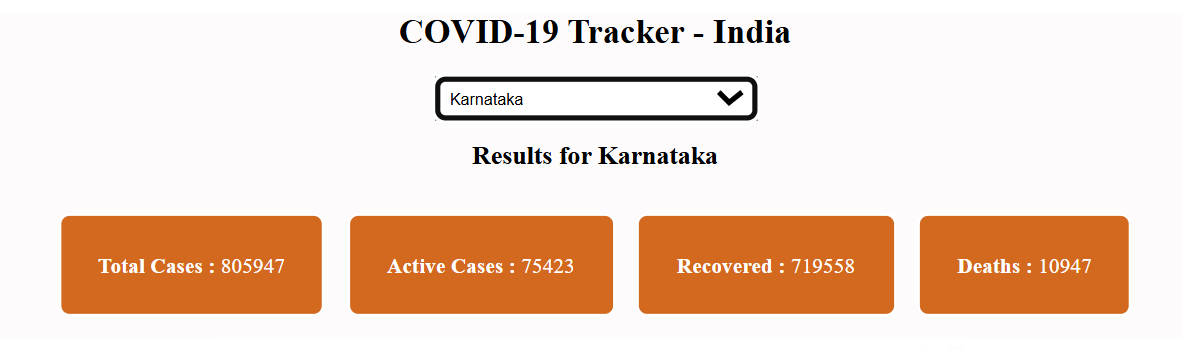 COVID-19 Tracker - India
Karnataka
Results for Karnataka
Total Cases : 805947
Active Cases : 75423
Recovered : 719558
Deaths : 10947